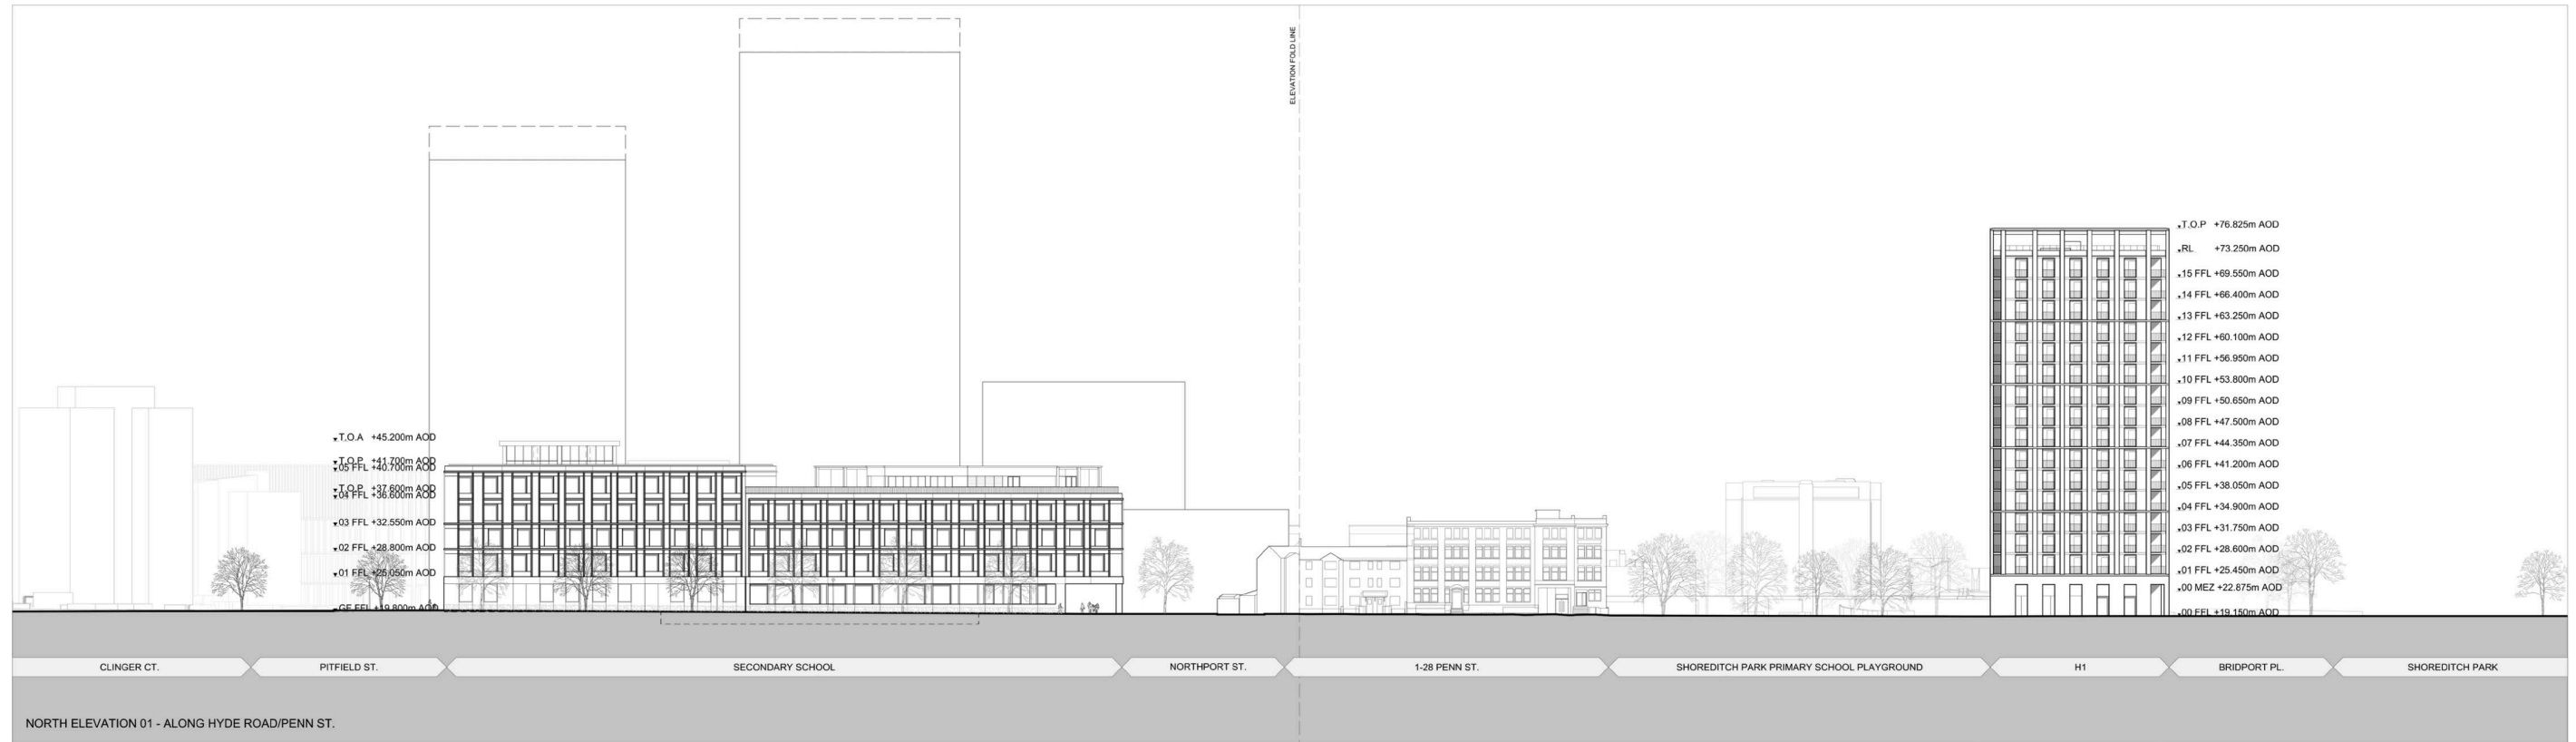 ELEVATION FOLD LINE
T.O.P +76.825m AOD
RL +73.250m AOD
15 FFL +69.550m AOD
14 FFL +66.400m AOD
13 FFL +63.250m AOD
12 FFL +60.100m AOD
11 FFL +56.950m AOD
10 FFL +53.800m AOD
09 FFL +50.650m AOD
08 FFL +47.500m AOD
07 FFL +44.350m AOD
06 FFL +41.200m AOD
05 FFL +38.050m AOD
04 FFL +34.900m AOD
03 FFL +31.750m AOD
02 FFL +28.600m AOD
01 FFL +25.450m AOD
00 MEZ +22.875m AOD
00 FFL +19.150m AOD
T.O.A +45.200m AOD
T.O.P +41.700m AOD
05 FFL +40.700m AOD
T.O.P +37.600m AOD
04 FFL +36.600m AOD
03 FFL +32.550m AOD
02 FFL +28.800m AOD
01 FFL +25.050m AOD
GF FFL +19.800m AOD
CLINGER CT.
PITFIELD ST.
SECONDARY SCHOOL
NORTHPORT ST.
1-28 PENN ST.
SHOREDITCH PARK PRIMARY SCHOOL PLAYGROUND
H1
BRIDPORT PL.
SHOREDITCH PARK
NORTH ELEVATION 01 - ALONG HYDE ROAD/PENN ST.